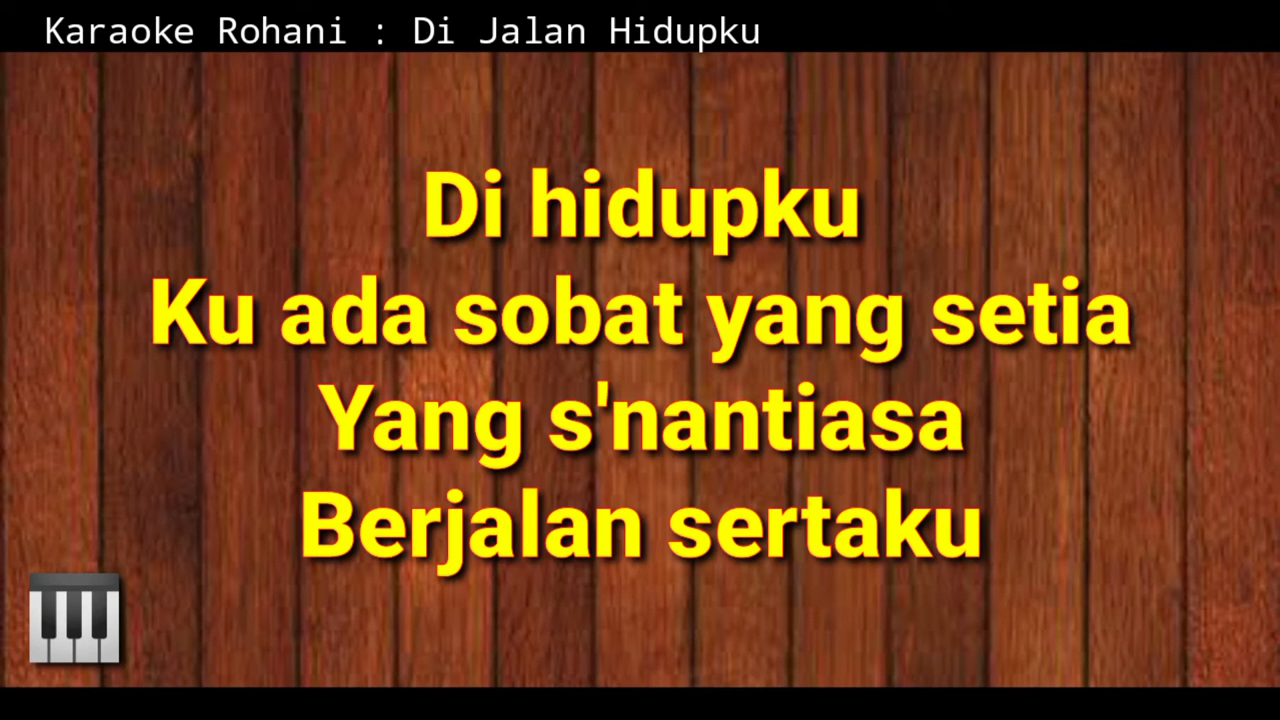 Karaoke Rohani : Di Jalan Hidupku
Di hidupku
Ku ada sobat yang setia
Yang s'nantiasa
Berjalan sertaku